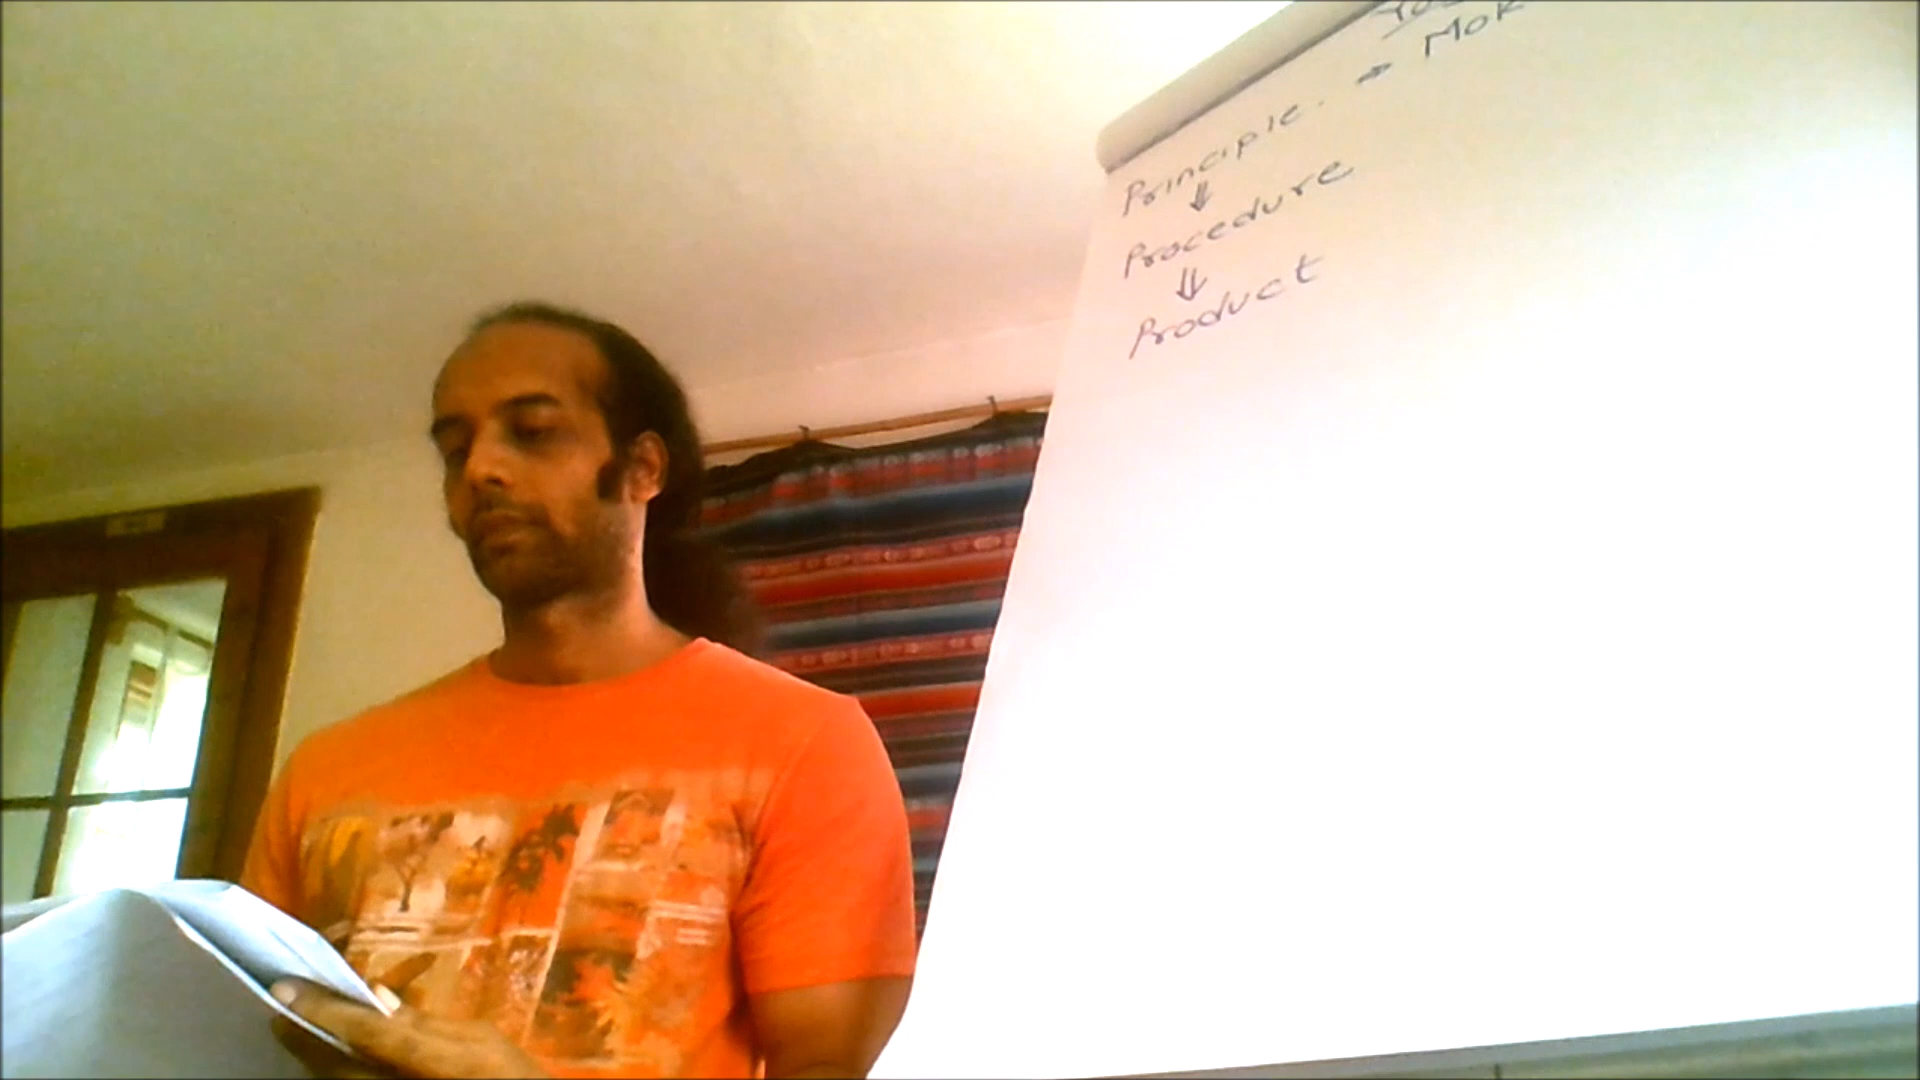 Principle. →
⇓
Procedure
⇓
Product